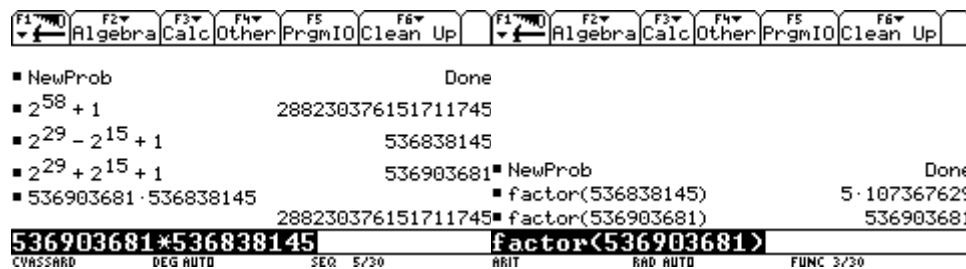 F1 F2 F3 F4 F5 F6
Algebra Calc Other PrgmIO Clean Up
NewProb Done
2^58 + 1 288230376151711745
2^29 - 2^15 + 1 536838145
2^29 + 2^15 + 1 536903681
536903681·536838145
288230376151711745
536903681*536838145
CYASSARD DEG AUTO SEQ 5/30
F1 F2 F3 F4 F5 F6
Algebra Calc Other PrgmIO Clean Up
NewProb Done
factor(536838145) 5·107367629
factor(536903681) 536903681
factor(536903681)
ARIT RAD AUTO FUNC 3/30